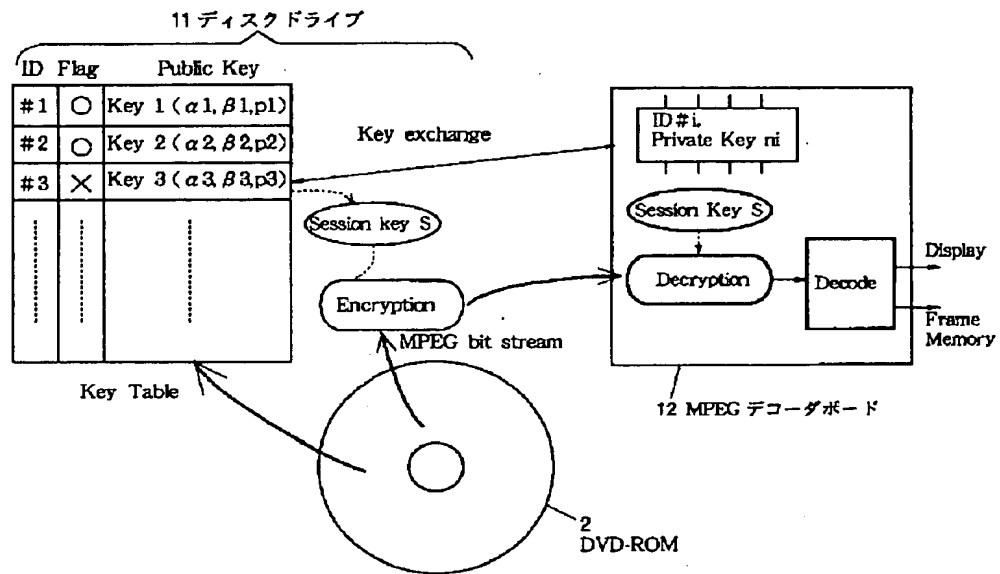 11 ディスクドライブ
ID Flag Public Key
#1 ○ Key 1 (α1, β1,p1)
#2 ○ Key 2 (α2, β2,p2)
#3 × Key 3 (α3, β3,p3)
Key Table
Key exchange
Session key S
Encryption
MPEG bit stream
ID#i,
Private Key ni
Session Key S
Decryption
Decode
Display
Frame
Memory
12 MPEG デコーダボード
2
DVD-ROM